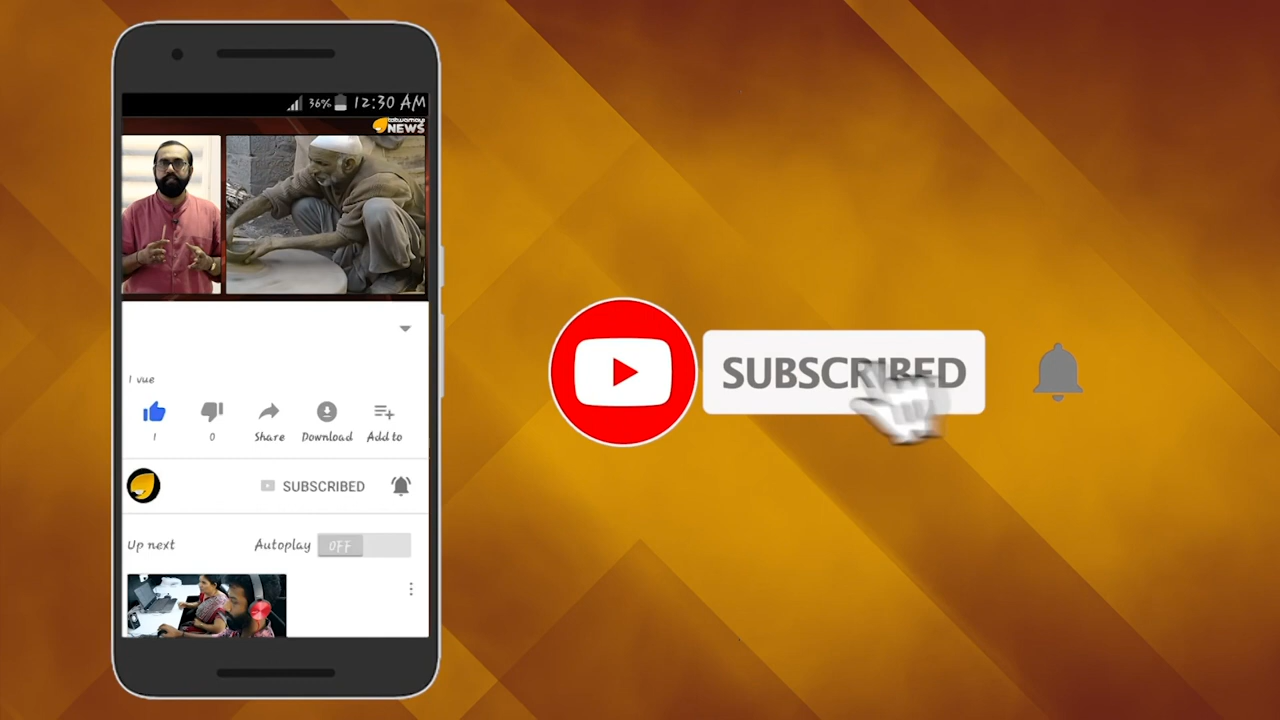 36% 12:30 AM
tatwamayi
NEWS
1 vue
1
0
Share
Download
Add to
SUBSCRIBED
Up next
Autoplay
OFF
SUBSCRIBED